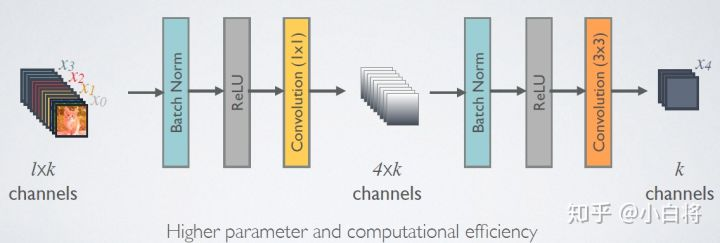 x3
x2
x1
x0
Batch Norm
ReLU
Convolution (1x1)
Batch Norm
ReLU
Convolution (3x3)
x4
l×k
channels
4×k
channels
k
channels
知乎 @小白将
Higher parameter and computational efficiency